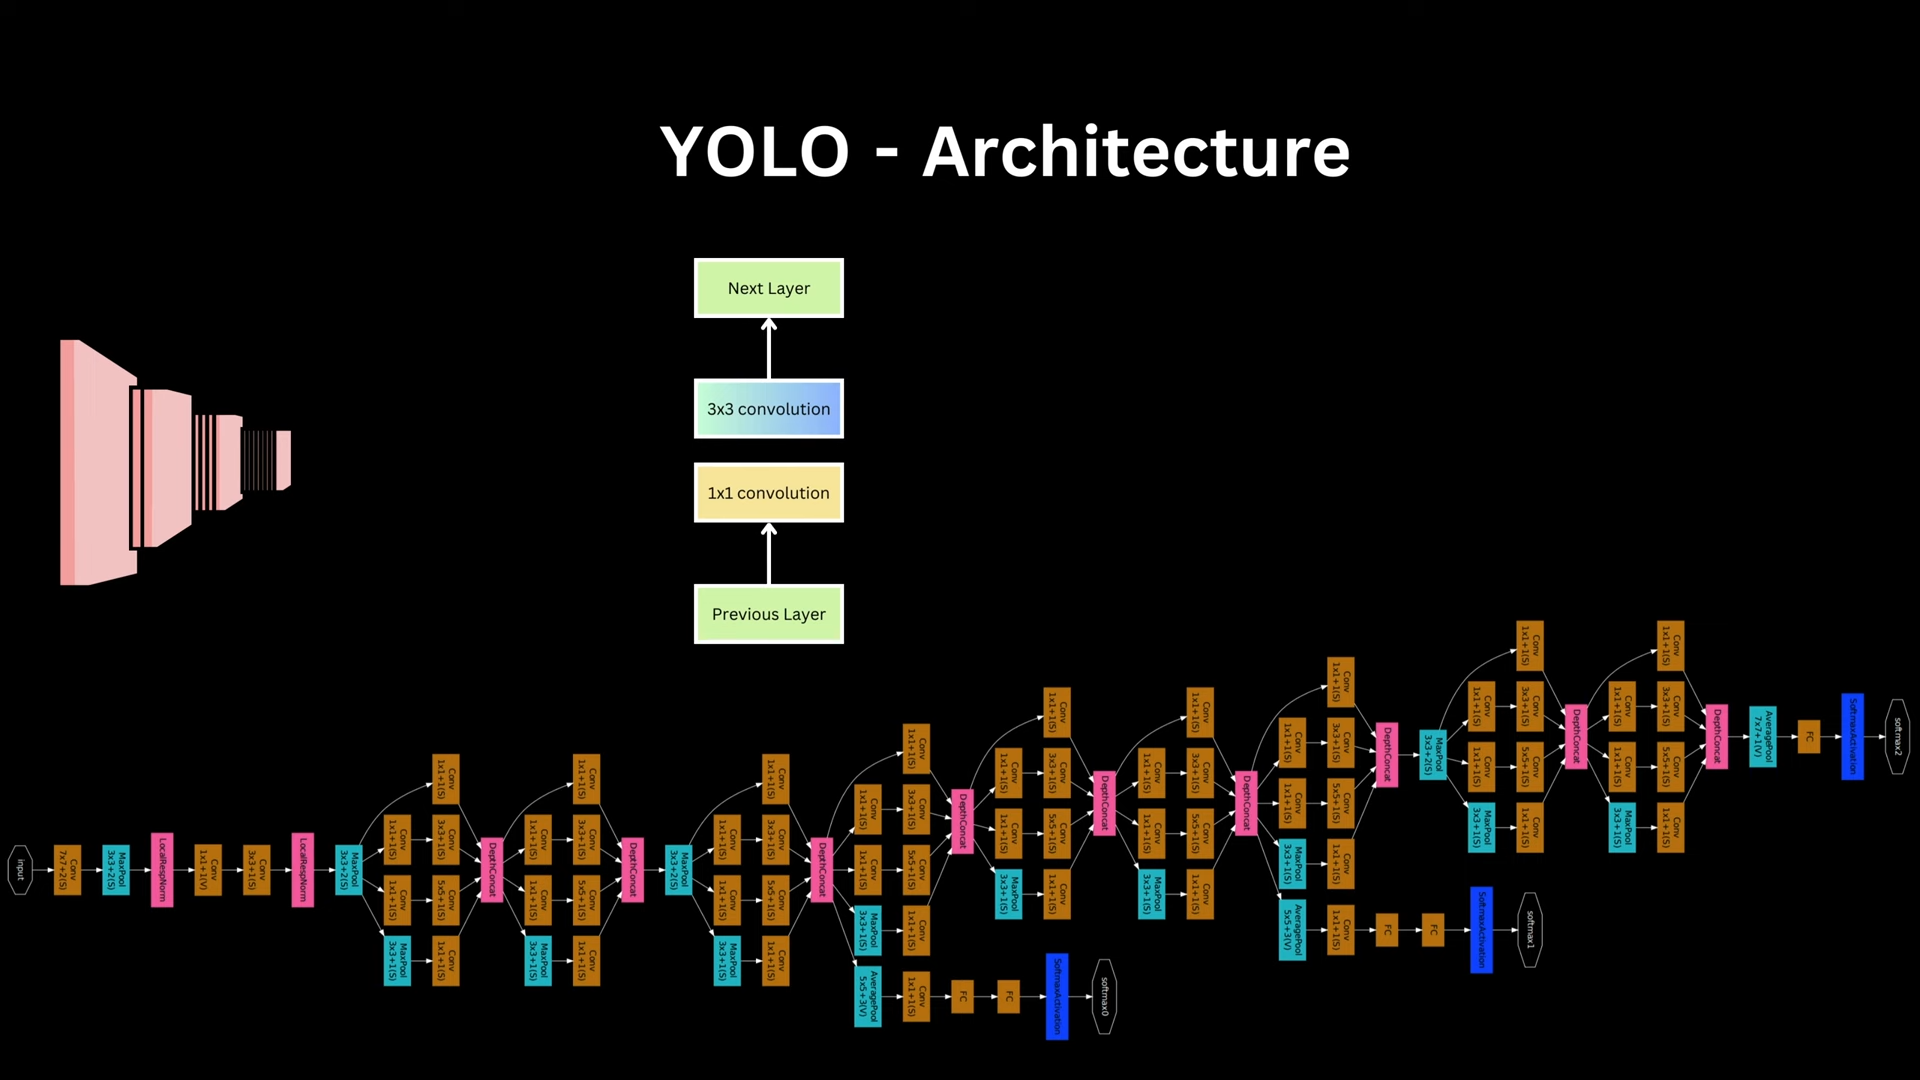 YOLO - Architecture
Next Layer
3x3 convolution
1x1 convolution
Previous Layer
input
Conv
7x7+2(S)
MaxPool
3x3+2(S)
LocalRespNorm
Conv
1x1+1(V)
Conv
3x3+1(S)
LocalRespNorm
MaxPool
3x3+2(S)
Conv
1x1+1(S)
Conv
1x1+1(S)
MaxPool
3x3+1(S)
Conv
1x1+1(S)
Conv
3x3+1(S)
Conv
5x5+1(S)
Conv
1x1+1(S)
DepthConcat
Conv
1x1+1(S)
Conv
1x1+1(S)
MaxPool
3x3+1(S)
Conv
1x1+1(S)
Conv
3x3+1(S)
Conv
5x5+1(S)
Conv
1x1+1(S)
DepthConcat
MaxPool
3x3+2(S)
Conv
1x1+1(S)
Conv
1x1+1(S)
MaxPool
3x3+1(S)
Conv
1x1+1(S)
Conv
3x3+1(S)
Conv
5x5+1(S)
Conv
1x1+1(S)
DepthConcat
Conv
1x1+1(S)
Conv
1x1+1(S)
MaxPool
3x3+1(S)
AveragePool
5x5+3(V)
Conv
1x1+1(S)
Conv
3x3+1(S)
Conv
5x5+1(S)
Conv
1x1+1(S)
Conv
1x1+1(S)
FC
FC
SoftmaxActivation
softmax0
DepthConcat
Conv
1x1+1(S)
Conv
1x1+1(S)
MaxPool
3x3+1(S)
Conv
1x1+1(S)
Conv
3x3+1(S)
Conv
5x5+1(S)
Conv
1x1+1(S)
DepthConcat
Conv
1x1+1(S)
Conv
1x1+1(S)
MaxPool
3x3+1(S)
Conv
1x1+1(S)
Conv
3x3+1(S)
Conv
5x5+1(S)
Conv
1x1+1(S)
DepthConcat
Conv
1x1+1(S)
Conv
1x1+1(S)
MaxPool
3x3+1(S)
AveragePool
5x5+3(V)
Conv
1x1+1(S)
Conv
3x3+1(S)
Conv
5x5+1(S)
Conv
1x1+1(S)
Conv
1x1+1(S)
FC
FC
SoftmaxActivation
softmax1
DepthConcat
MaxPool
3x3+2(S)
Conv
1x1+1(S)
Conv
1x1+1(S)
MaxPool
3x3+1(S)
Conv
1x1+1(S)
Conv
3x3+1(S)
Conv
5x5+1(S)
Conv
1x1+1(S)
DepthConcat
Conv
1x1+1(S)
Conv
1x1+1(S)
MaxPool
3x3+1(S)
Conv
1x1+1(S)
Conv
3x3+1(S)
Conv
5x5+1(S)
Conv
1x1+1(S)
DepthConcat
AveragePool
7x7+1(V)
FC
SoftmaxActivation
softmax2